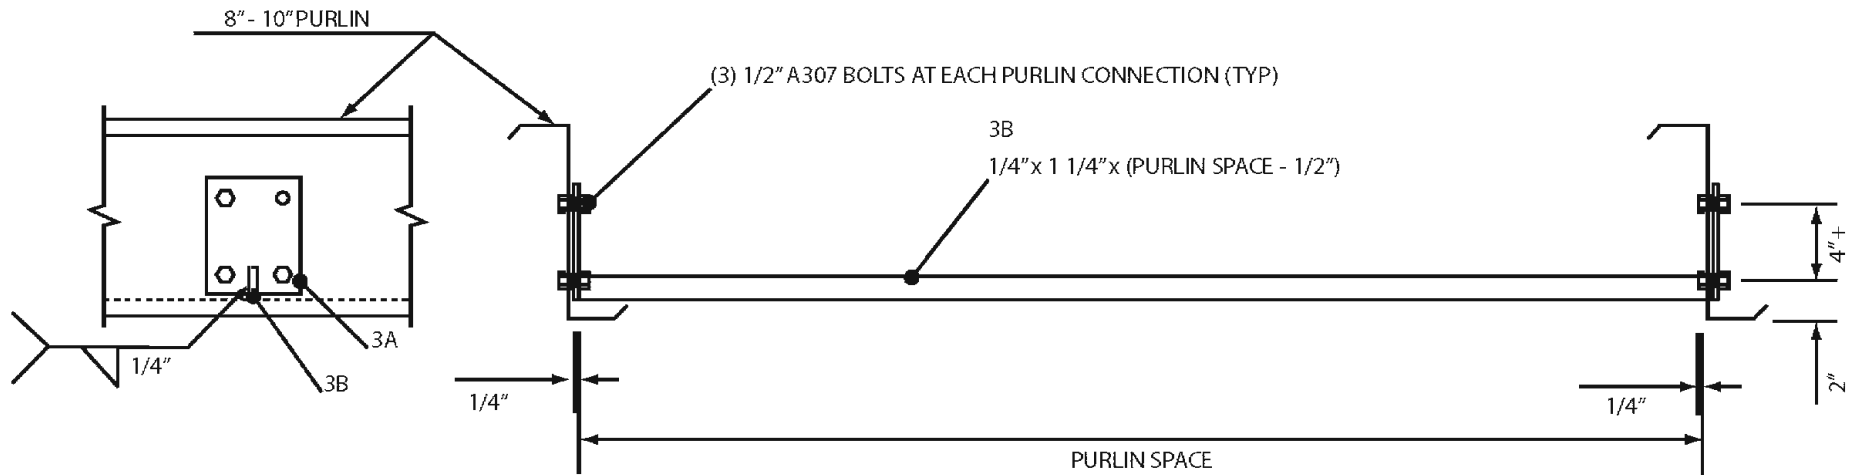 8"- 10" PURLIN
(3) 1/2" A307 BOLTS AT EACH PURLIN CONNECTION (TYP)
3B
1/4" x 1 1/4" x (PURLIN SPACE - 1/2")
4"+
3A
1/4"
3B
1/4"
1/4"
2"
PURLIN SPACE